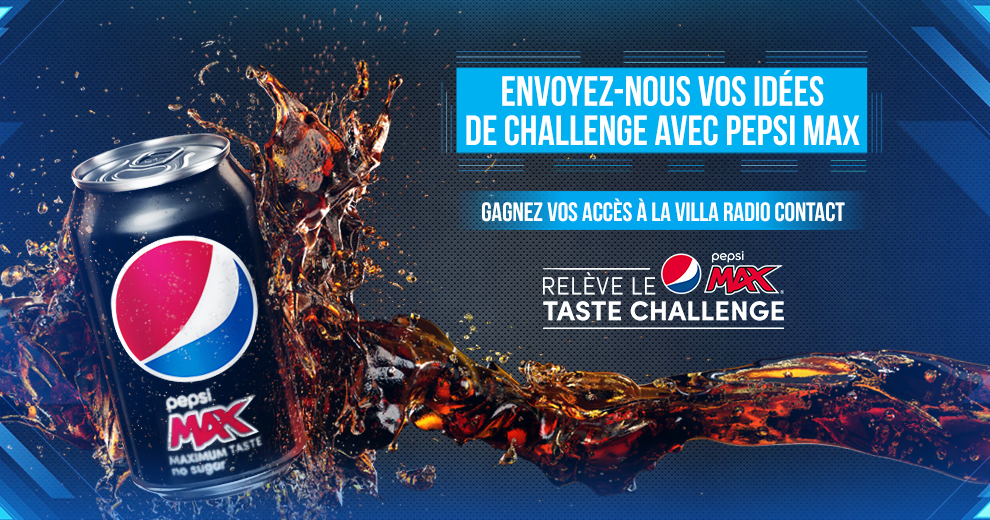 ENVOYEZ-NOUS VOS IDÉES
DE CHALLENGE AVEC PEPSI MAX
GAGNEZ VOS ACCÈS À LA VILLA RADIO CONTACT
pepsi
RELÈVE LE MAX®
TASTE CHALLENGE
pepsi
MAX
MAXIMUM TASTE
no sugar